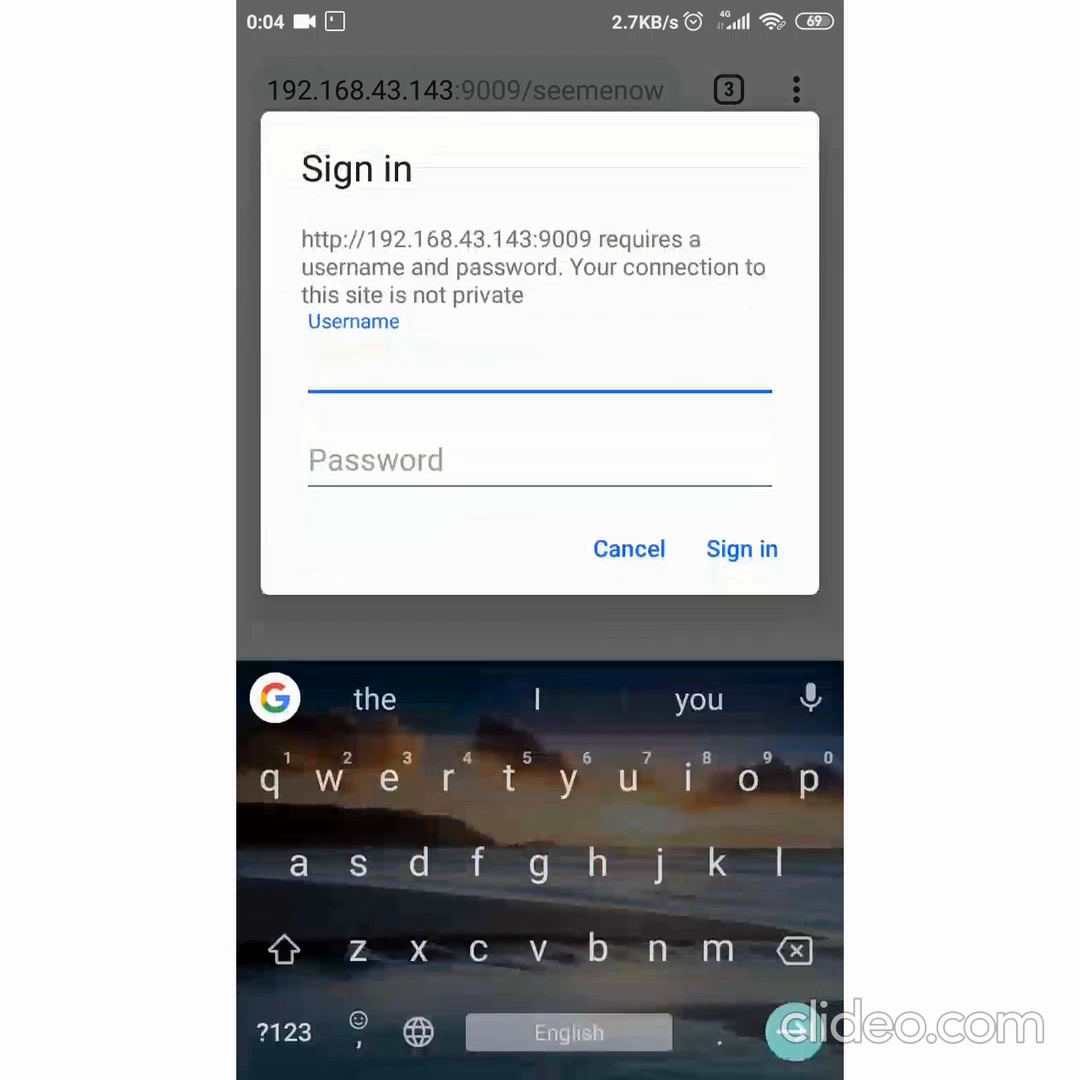 0:04 2.7KB/s 4G 69
192.168.43.143:9009/seemenow 3
Sign in
http://192.168.43.143:9009 requires a
username and password. Your connection to
this site is not private
Username
Password
Cancel Sign in
G the I you
1 2 3 4 5 6 7 8 9 0
q w e r t y u i o p
a s d f g h j k l
z x c v b n m
?123 , English .
clideo.com